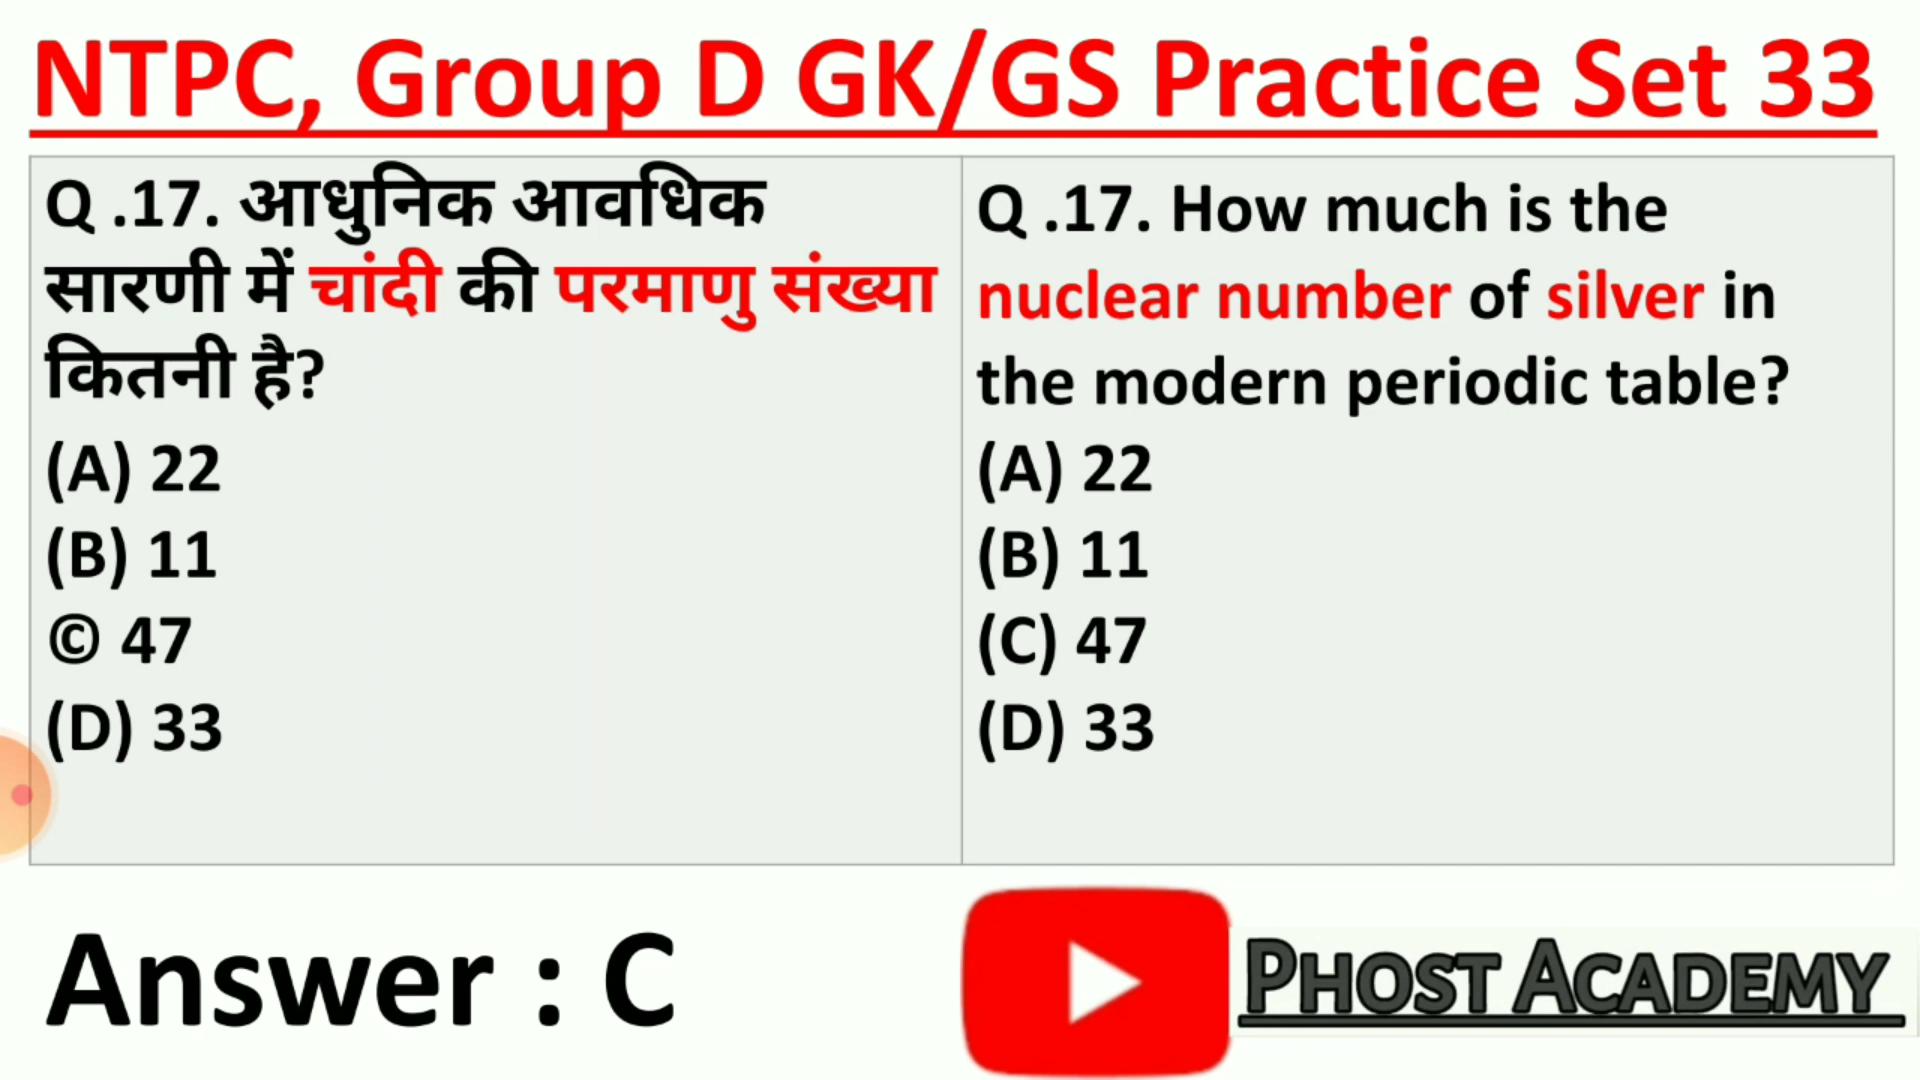 NTPC, Group D GK/GS Practice Set 33
Q .17. आधुनिक आवधिक
सारणी में चांदी की परमाणु संख्या
कितनी है?
(A) 22
(B) 11
© 47
(D) 33
Q .17. How much is the
nuclear number of silver in
the modern periodic table?
(A) 22
(B) 11
(C) 47
(D) 33
Answer : C
PHOST ACADEMY